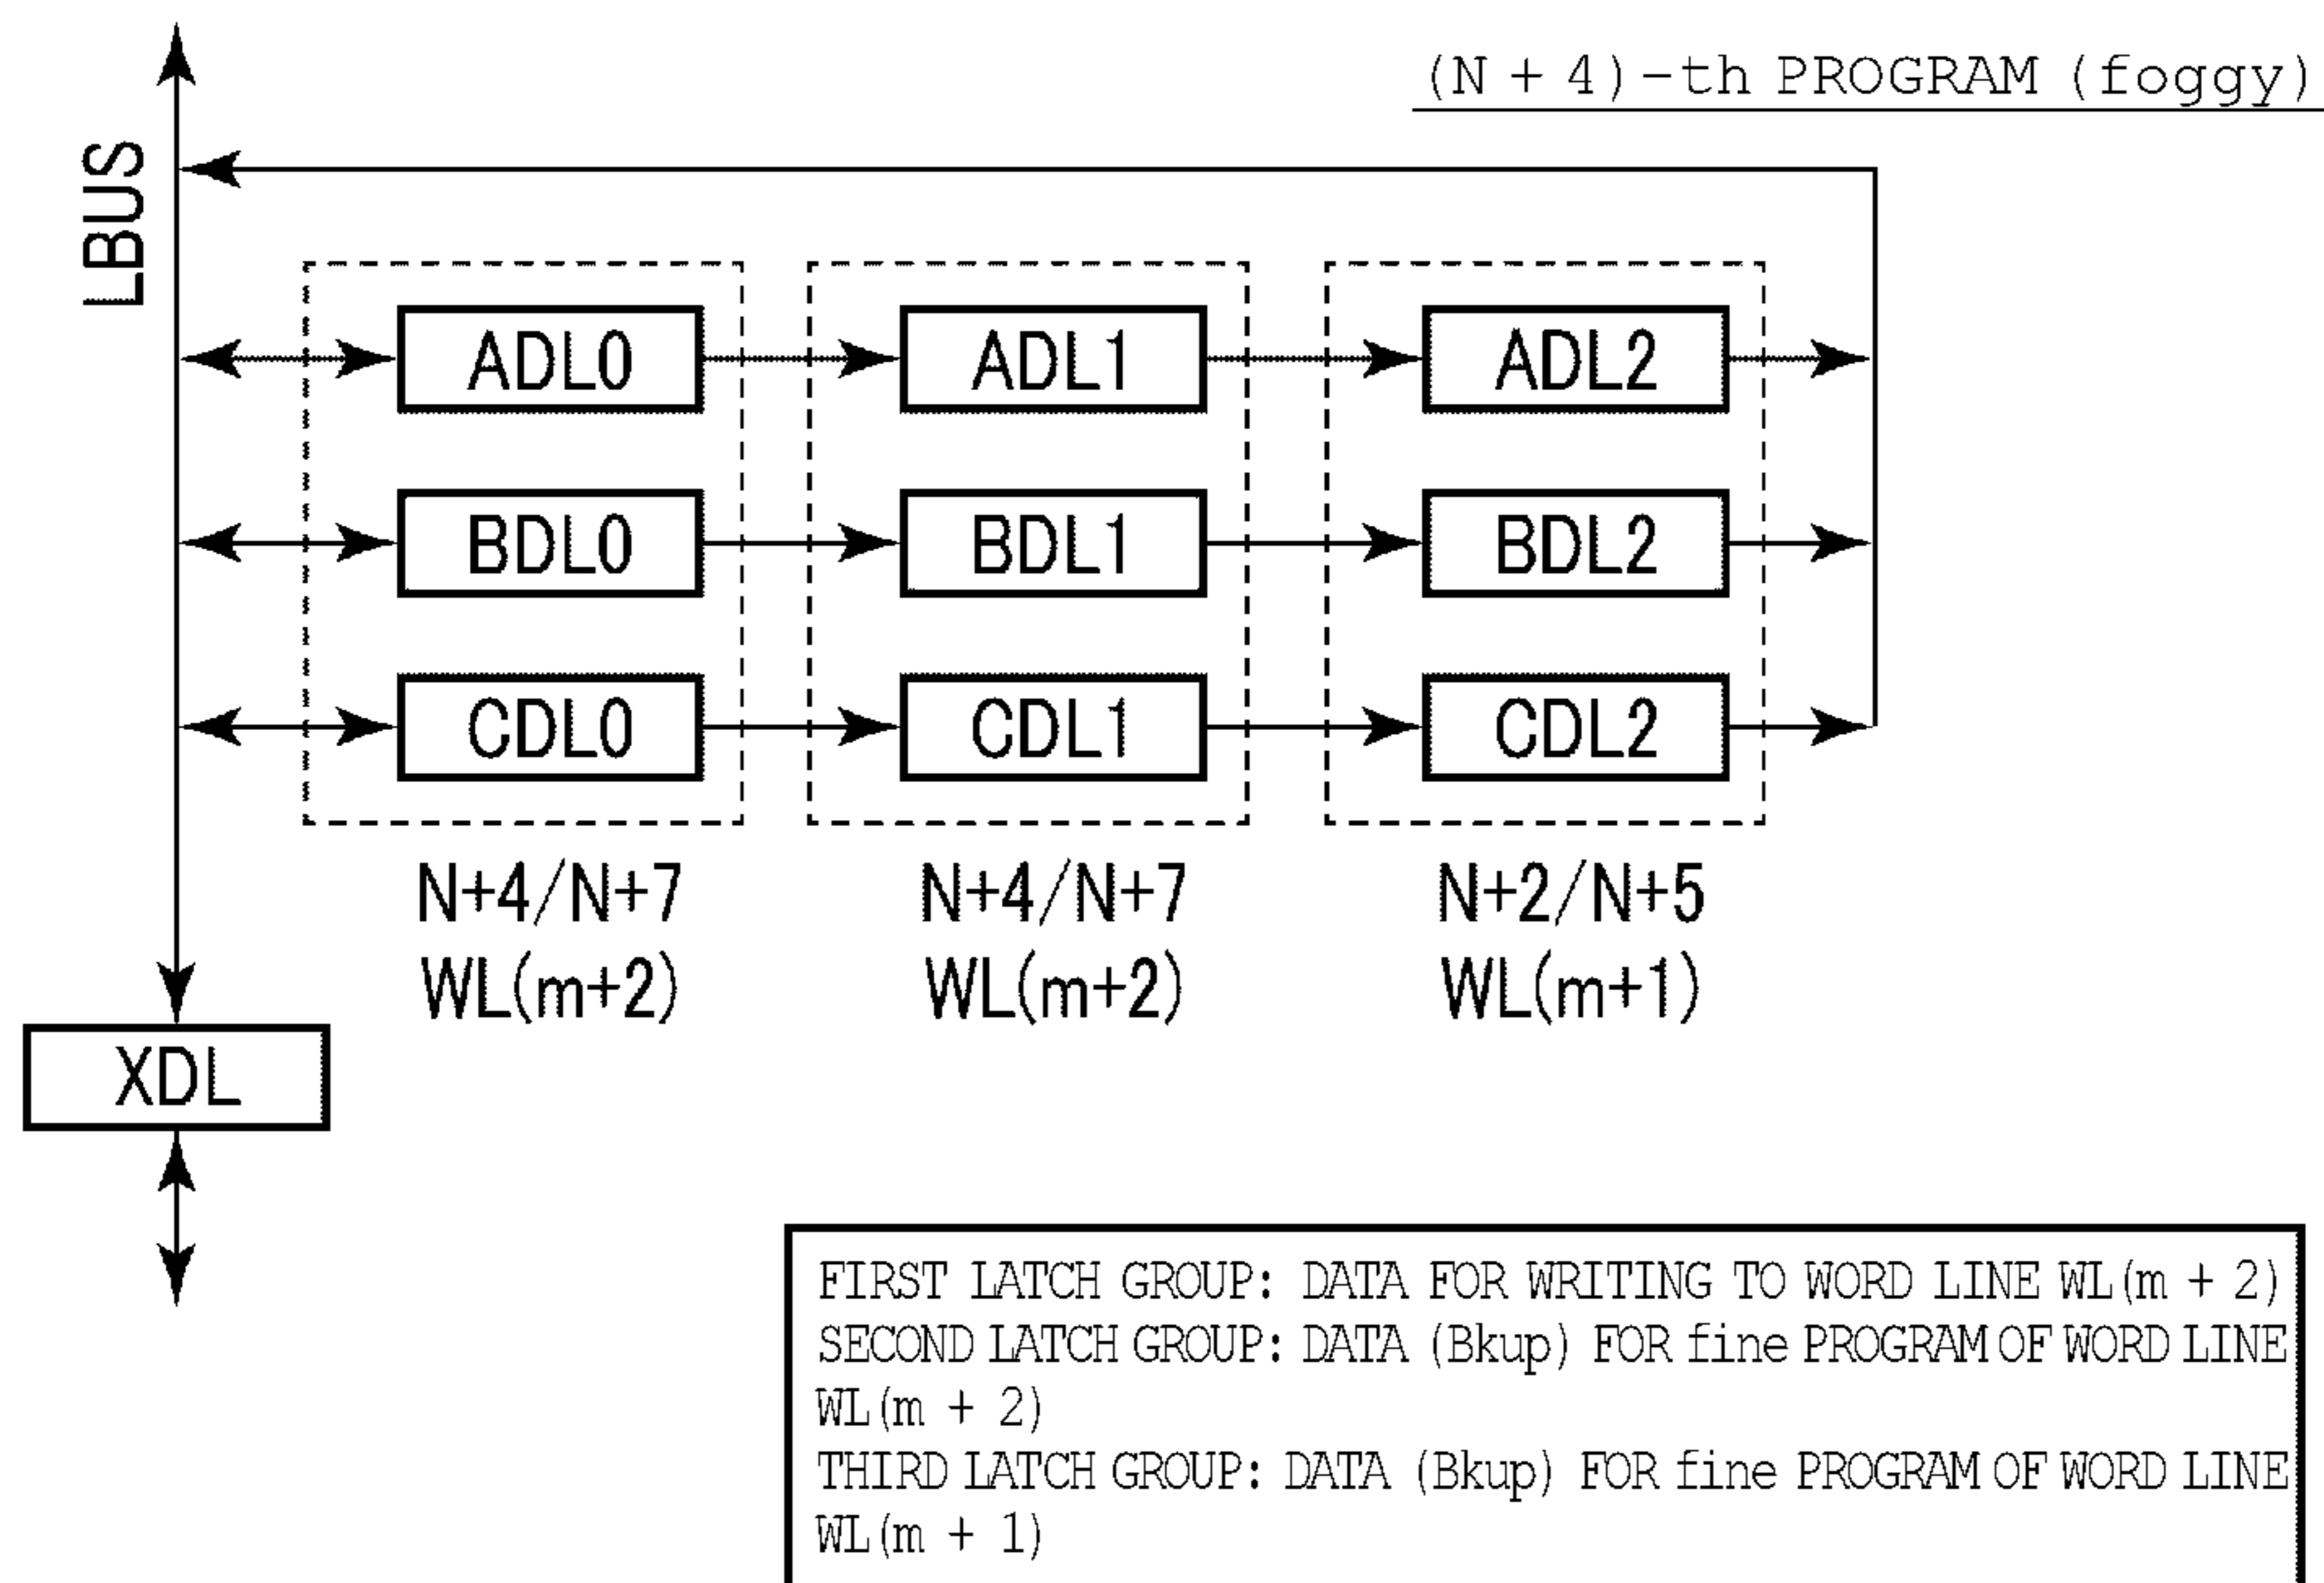 (N + 4)-th PROGRAM (foggy)
LBUS
ADL0 ADL1 ADL2
BDL0 BDL1 BDL2
CDL0 CDL1 CDL2
N+4/N+7 N+4/N+7 N+2/N+5
WL(m+2) WL(m+2) WL(m+1)
XDL
FIRST LATCH GROUP: DATA FOR WRITING TO WORD LINE WL(m + 2)
SECOND LATCH GROUP: DATA (Bkup) FOR fine PROGRAM OF WORD LINE
WL(m + 2)
THIRD LATCH GROUP: DATA (Bkup) FOR fine PROGRAM OF WORD LINE
WL(m + 1)